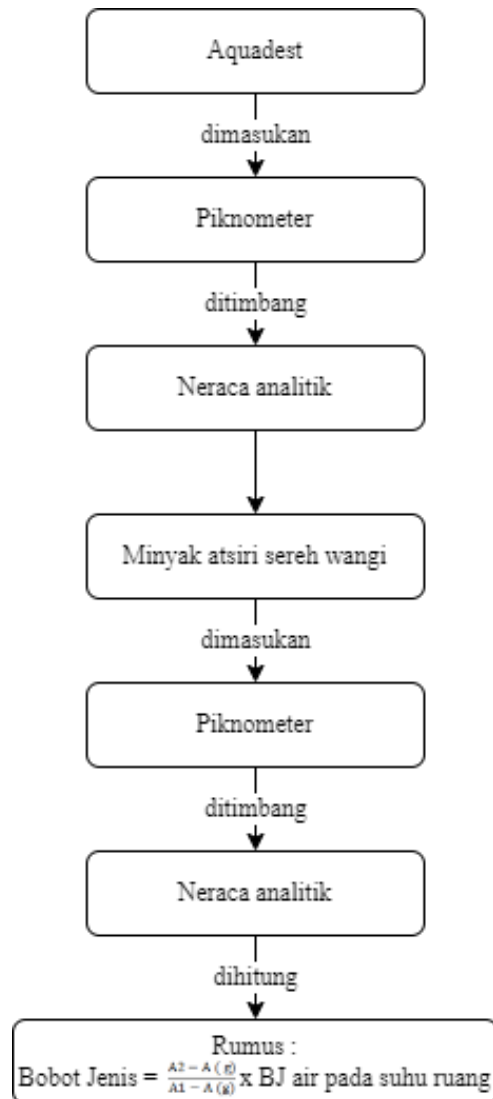 Aquadest
dimasukan
Piknometer
ditimbang
Neraca analitik
Minyak atsiri sereh wangi
dimasukan
Piknometer
ditimbang
Neraca analitik
dihitung
Rumus :
Bobot Jenis = \frac{A2 − A (g)}{A1 − A (g)} x BJ air pada suhu ruang